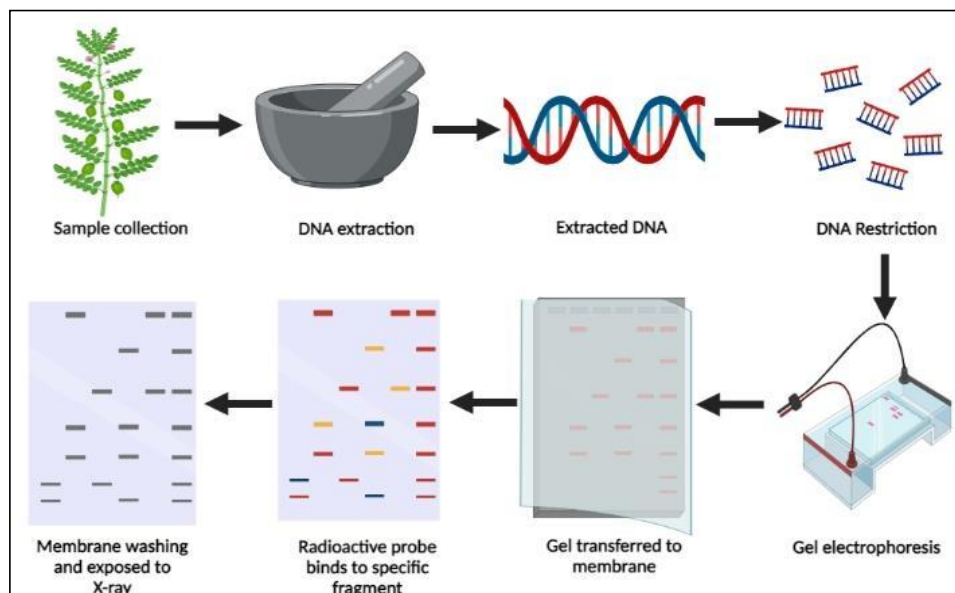 Sample collection
DNA extraction
Extracted DNA
DNA Restriction
Gel electrophoresis
Gel transferred to
membrane
Radioactive probe
binds to specific
fragment
Membrane washing
and exposed to
X-ray